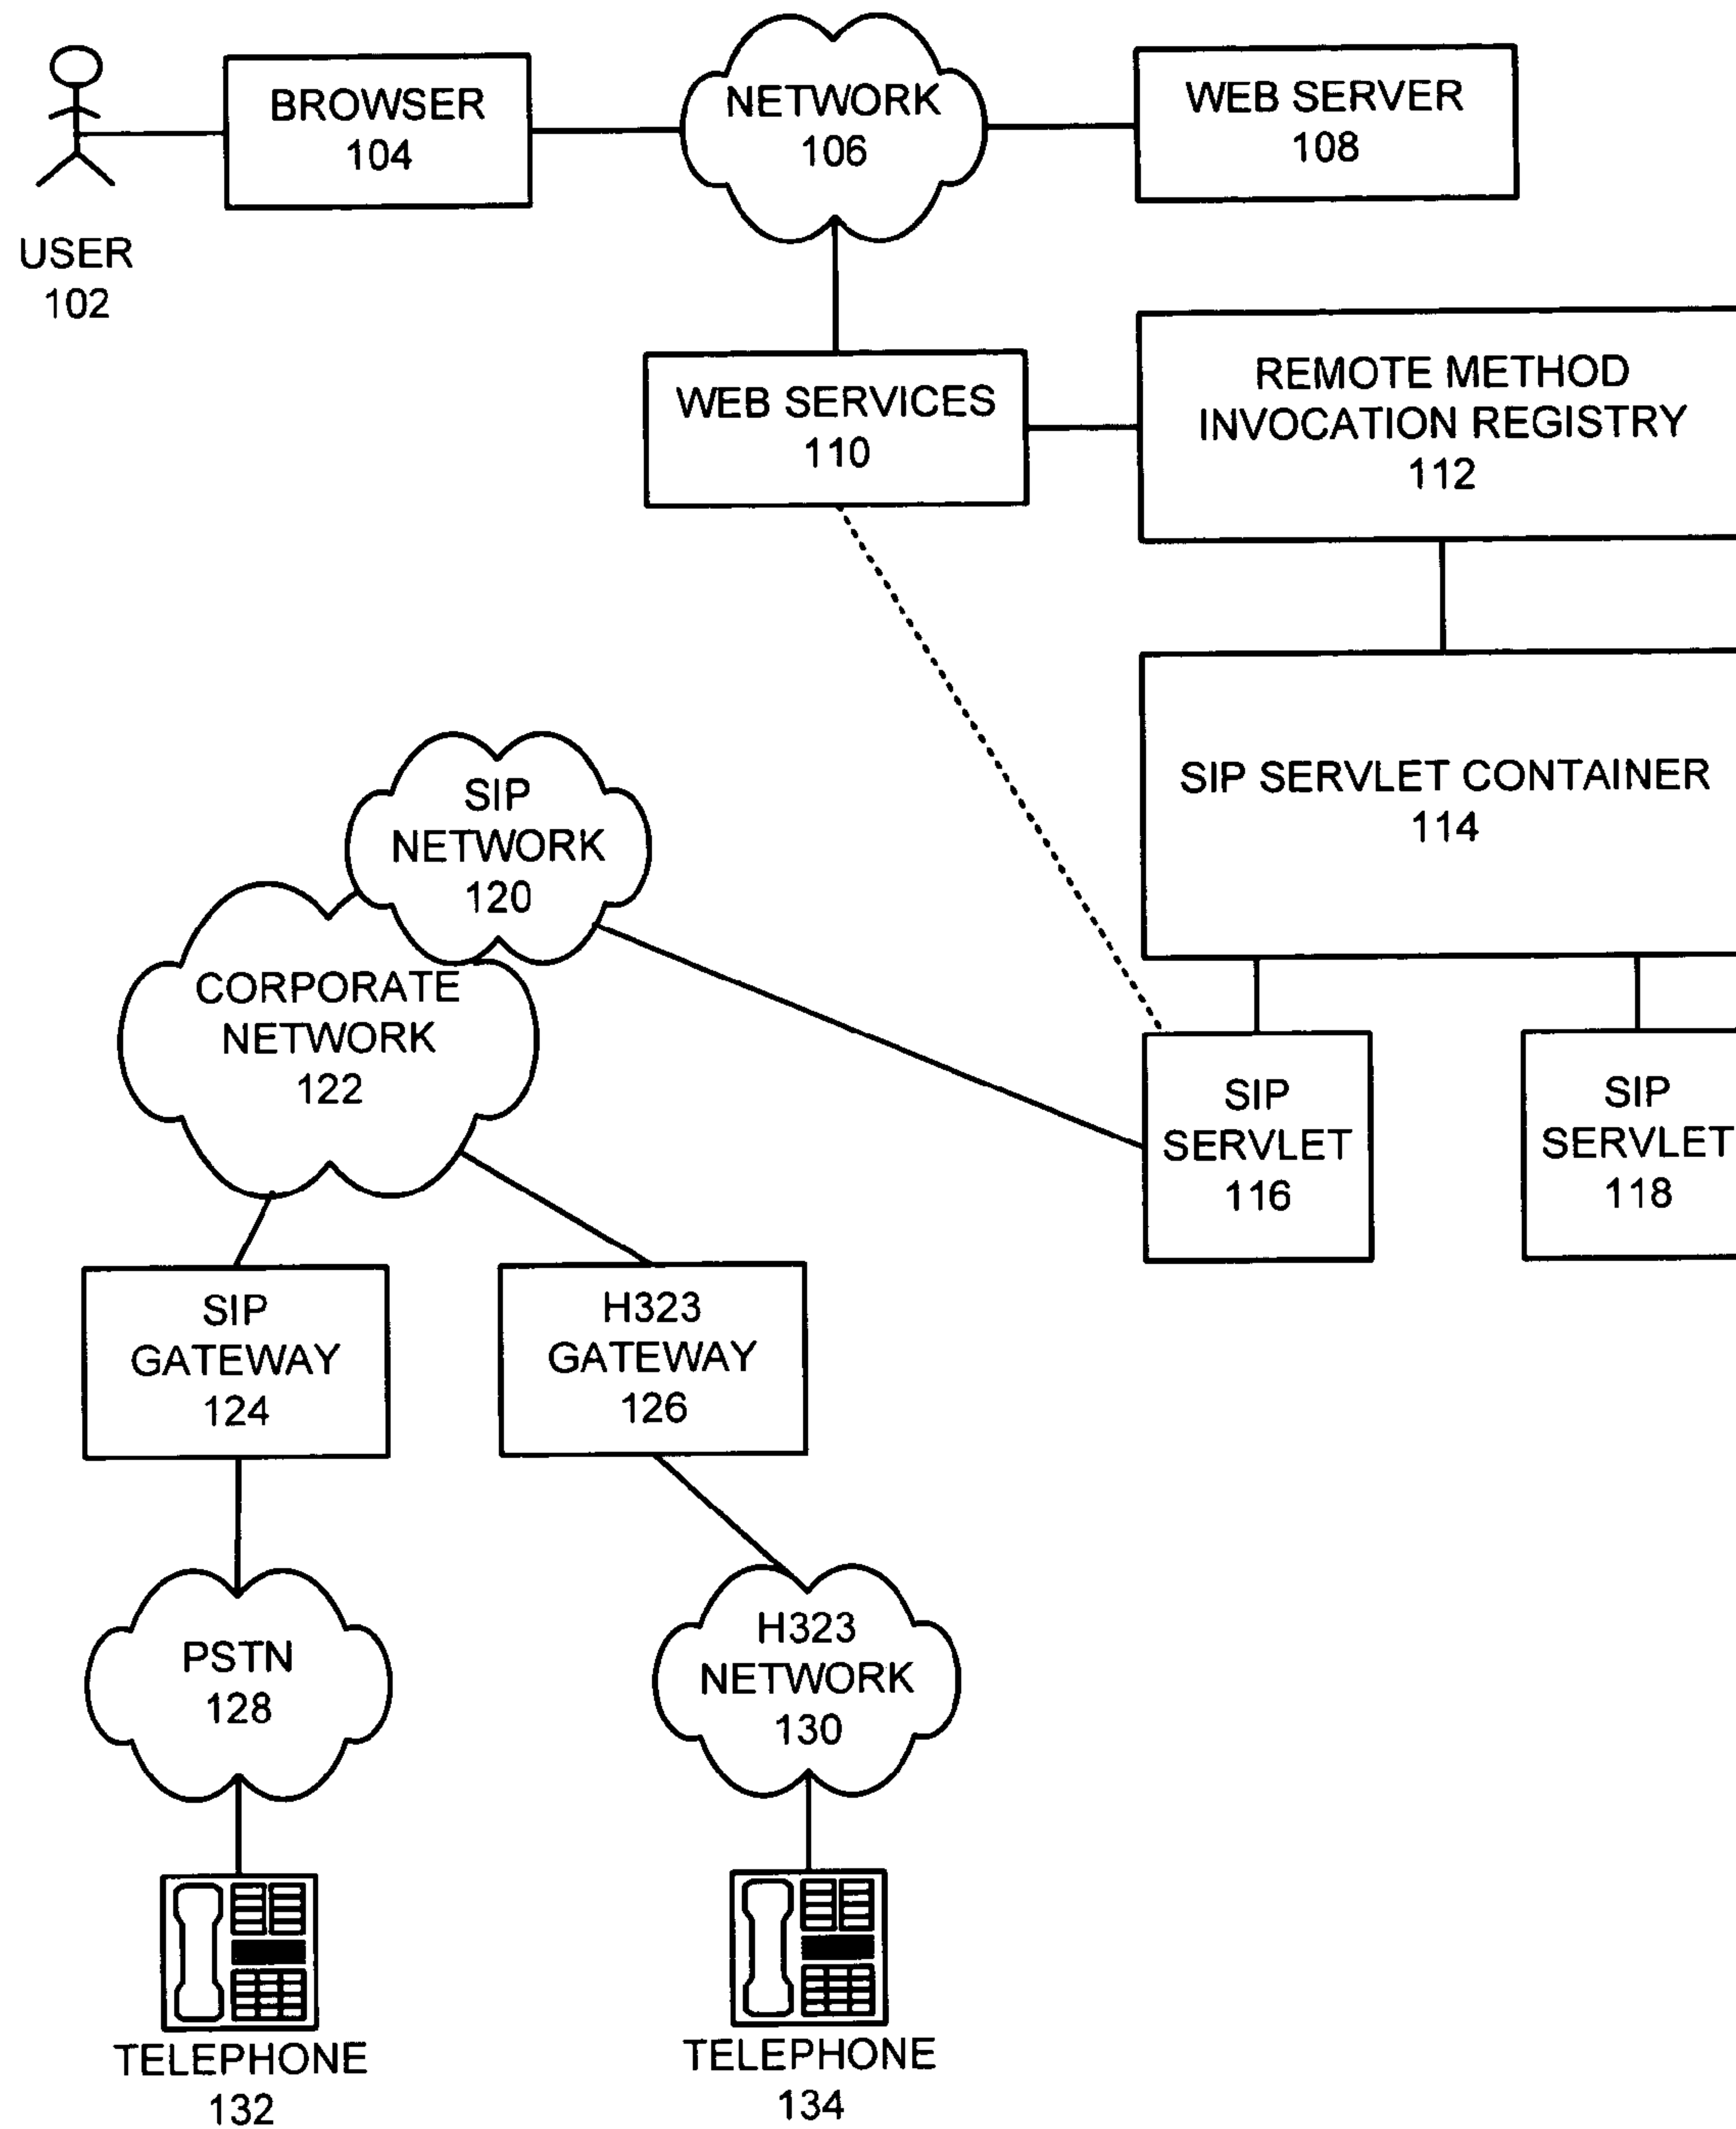 BROWSER
104
NETWORK
106
WEB SERVER
108
USER
102
WEB SERVICES
110
REMOTE METHOD
INVOCATION REGISTRY
112
SIP SERVLET CONTAINER
114
SIP
NETWORK
120
CORPORATE
NETWORK
122
SIP
SERVLET
116
SIP
SERVLET
118
SIP
GATEWAY
124
H323
GATEWAY
126
PSTN
128
H323
NETWORK
130
TELEPHONE
132
TELEPHONE
134